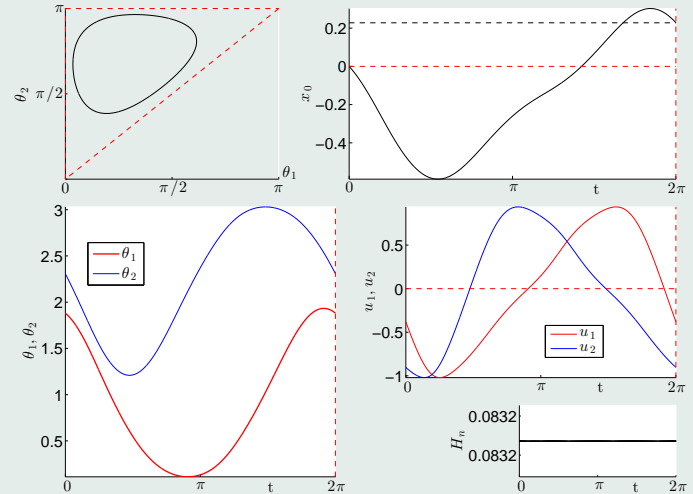 π
θ₂
π/2
0
π/2
π
θ₁
0.2
0
-0.2
-0.4
x₀
0
π
t
2π
3
2.5
2
1.5
1
0.5
θ₁, θ₂
θ₁
θ₂
0
π
t
2π
0.5
0
-0.5
-1
u₁, u₂
u₁
u₂
0
π
t
2π
0.0832
0.0832
Hₙ
0
π
t
2π